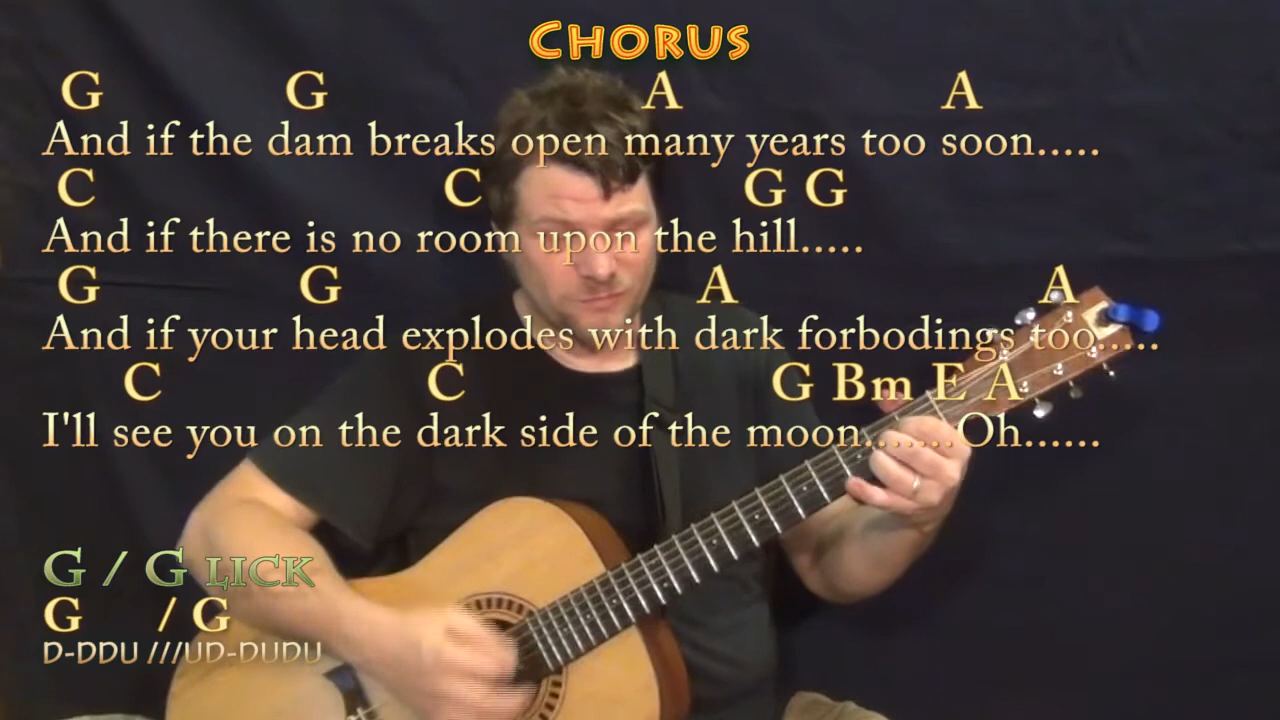 CHORUS
G G A A
And if the dam breaks open many years too soon.....
C C G G
And if there is no room upon the hill.....
G G A A
And if your head explodes with dark forbodings too.....
C C G Bm E A
I'll see you on the dark side of the moon.......Oh......
G / G LICK
G / G
D-DDU ///UD-DUDU